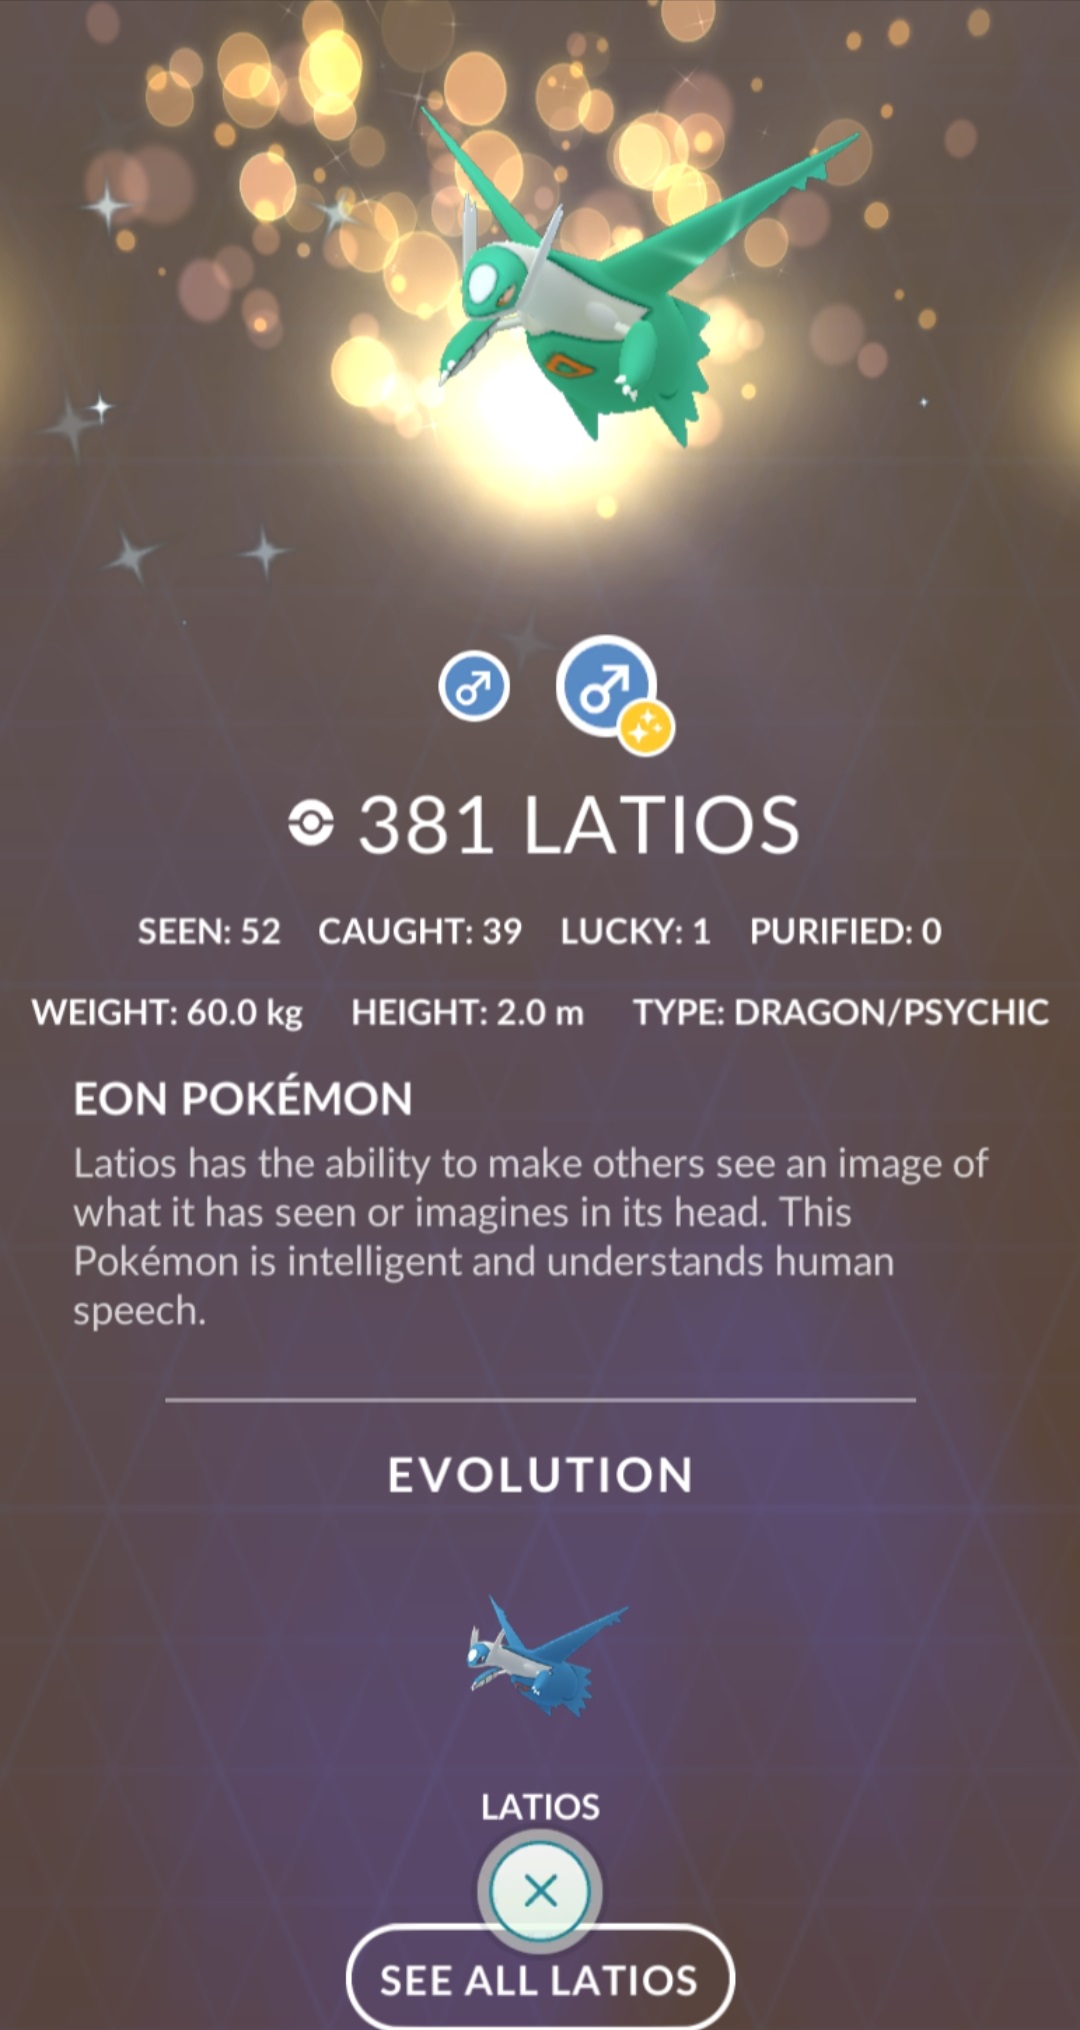 381 LATIOS
SEEN: 52 CAUGHT: 39 LUCKY: 1 PURIFIED: 0
WEIGHT: 60.0 kg HEIGHT: 2.0 m TYPE: DRAGON/PSYCHIC
EON POKÉMON
Latios has the ability to make others see an image of
what it has seen or imagines in its head. This
Pokémon is intelligent and understands human
speech.
EVOLUTION
LATIOS
SEE ALL LATIOS